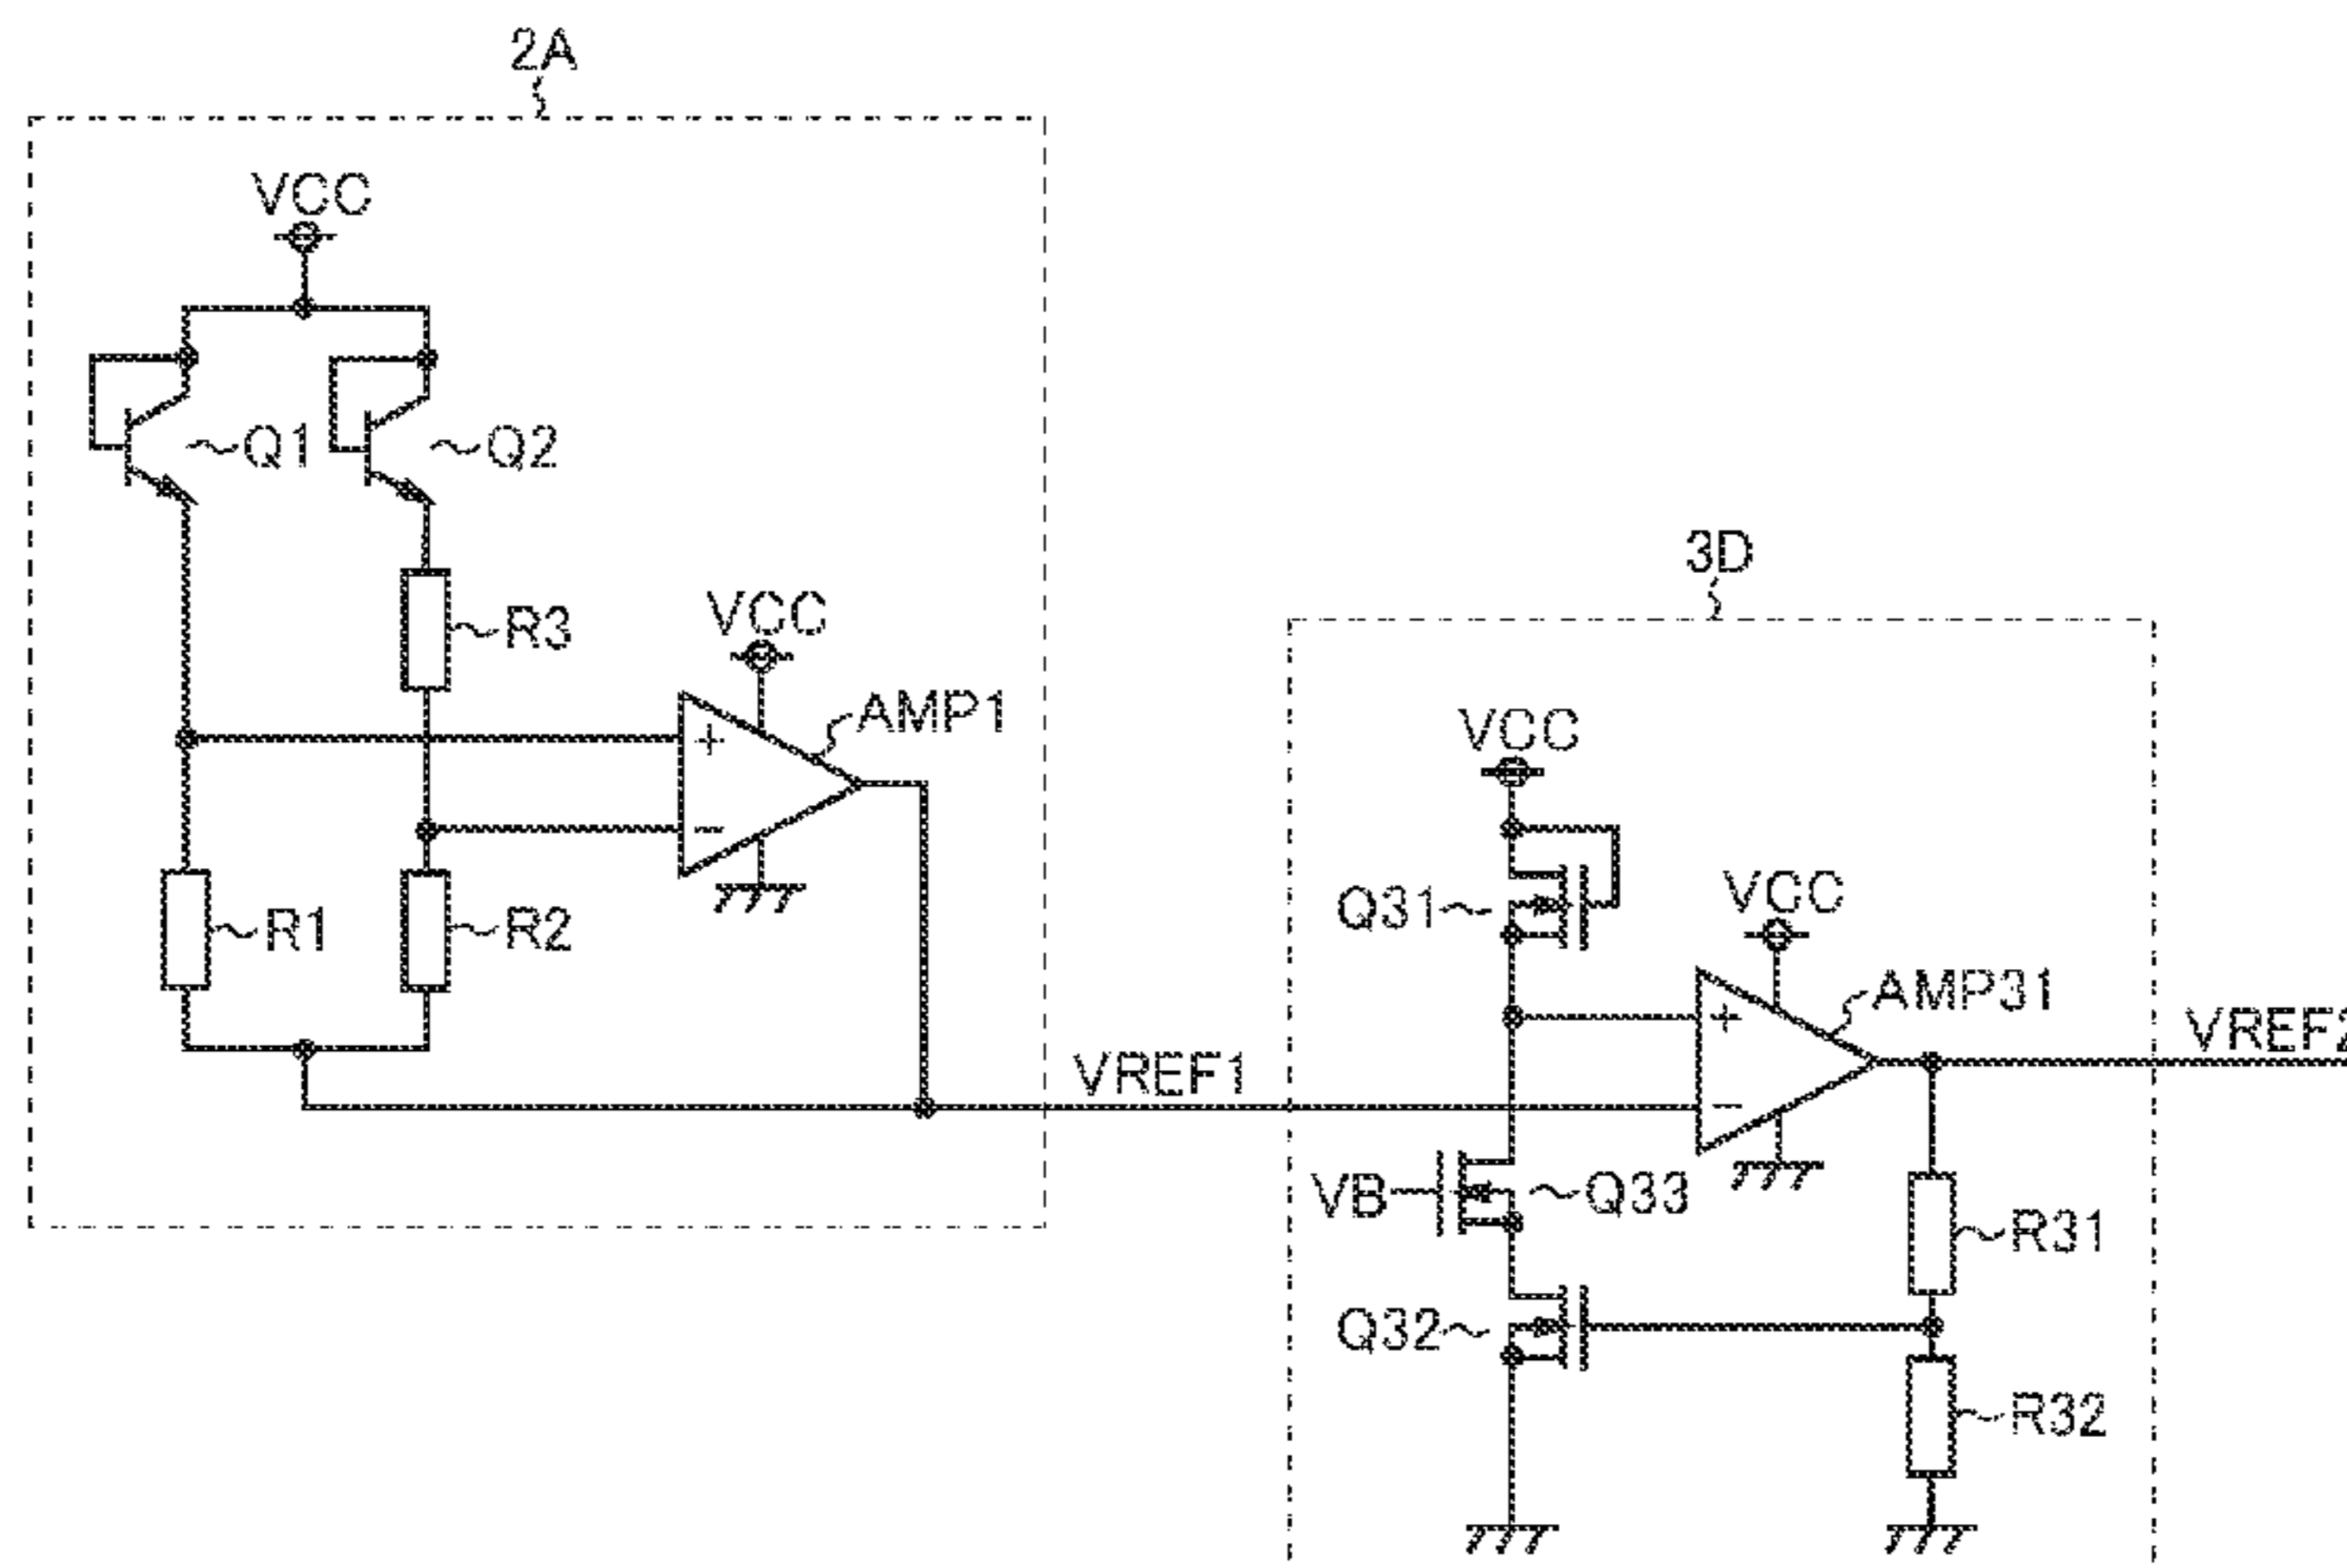 2A
VCC
Q1
Q2
R3
VCC
AMP1
R1
R2
VREF1
3D
VCC
Q31
VCC
AMP31
VREF2
VB
Q33
R31
Q32
R32